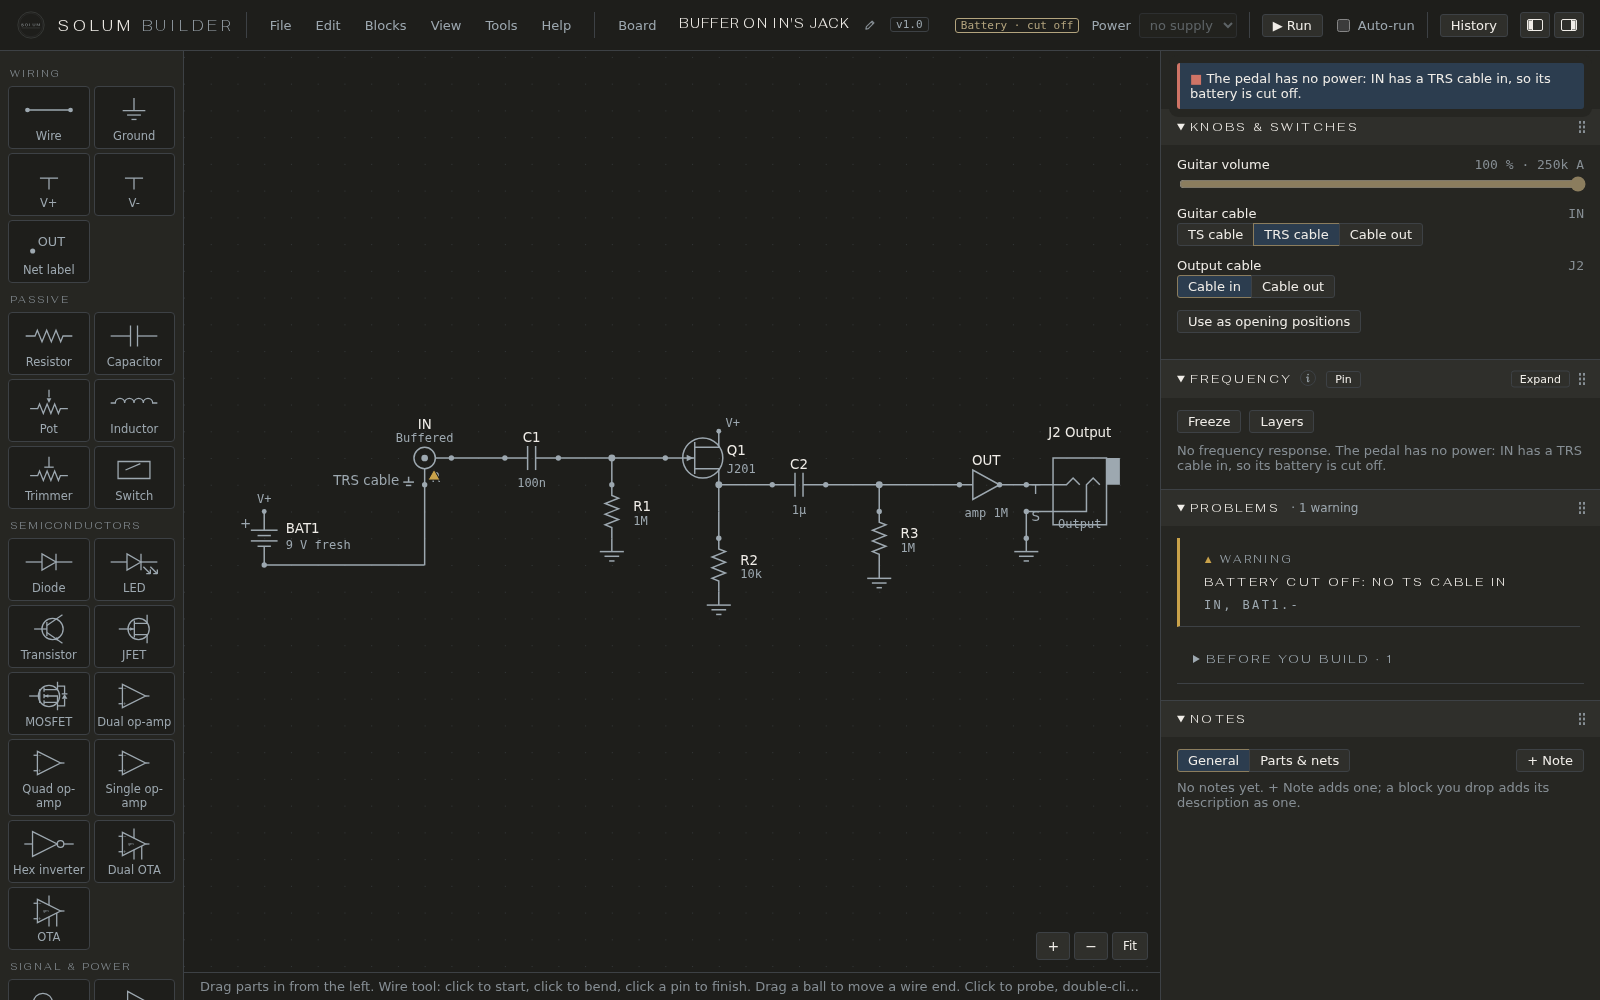 SOLUM BUILDER
File Edit Blocks View Tools Help
Board BUFFER ON IN'S JACK v1.0
Battery · cut off Power no supply ▶ Run Auto-run History
WIRING
Wire Ground
V+ V-
OUT
Net label
PASSIVE
Resistor Capacitor
Pot Inductor
Trimmer Switch
SEMICONDUCTORS
Diode LED
Transistor JFET
MOSFET Dual op-amp
Quad op-amp Single op-amp
Hex inverter Dual OTA
OTA
SIGNAL & POWER
IN
Buffered
TRS cable
V+
+
BAT1
9 V fresh
C1
100n
R1
1M
V+
Q1
J201
C2
1µ
R2
10k
R3
1M
OUT
amp 1M
J2 Output
T
S
Output
+ − Fit
Drag parts in from the left. Wire tool: click to start, click to bend, click a pin to finish. Drag a ball to move a wire end. Click to probe, double-cli…
The pedal has no power: IN has a TRS cable in, so its
battery is cut off.
KNOBS & SWITCHES
Guitar volume 100 % · 250k A
Guitar cable IN
TS cable TRS cable Cable out
Output cable J2
Cable in Cable out
Use as opening positions
FREQUENCY i Pin Expand
Freeze Layers
No frequency response. The pedal has no power: IN has a TRS
cable in, so its battery is cut off.
PROBLEMS · 1 warning
WARNING
BATTERY CUT OFF: NO TS CABLE IN
IN, BAT1.-
BEFORE YOU BUILD · 1
NOTES
General Parts & nets + Note
No notes yet. + Note adds one; a block you drop adds its
description as one.